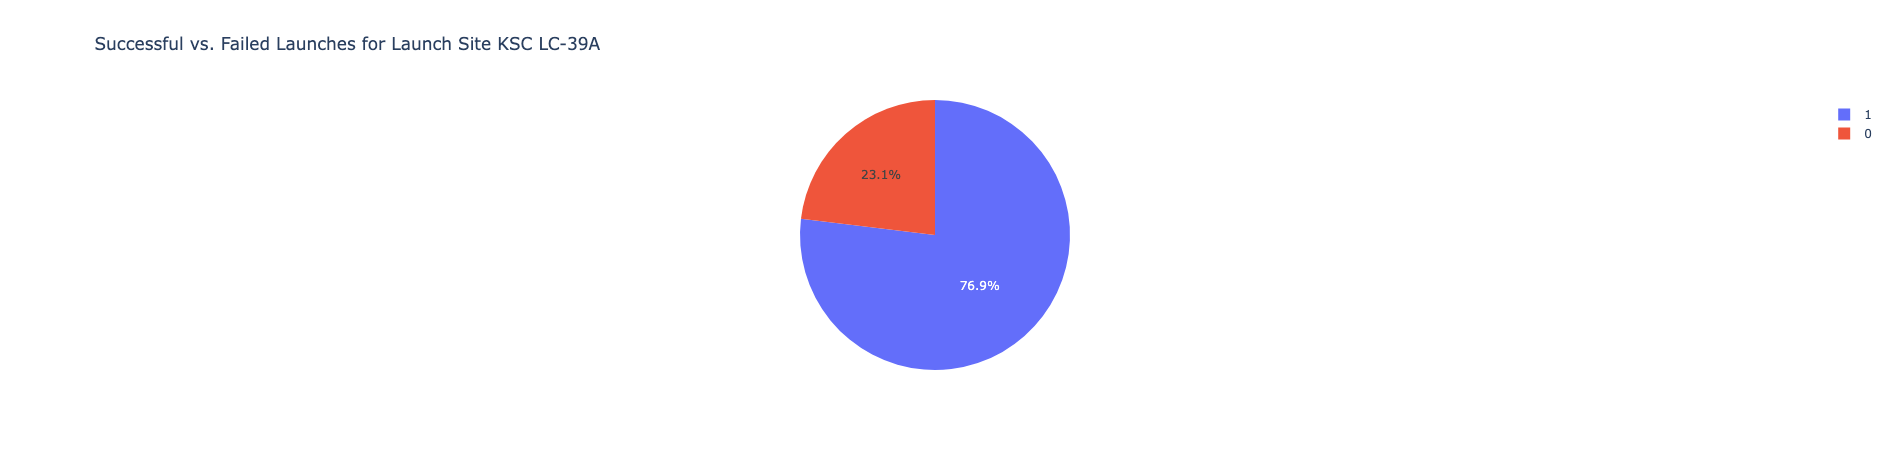 Successful vs. Failed Launches for Launch Site KSC LC-39A
1
0
23.1%
76.9%